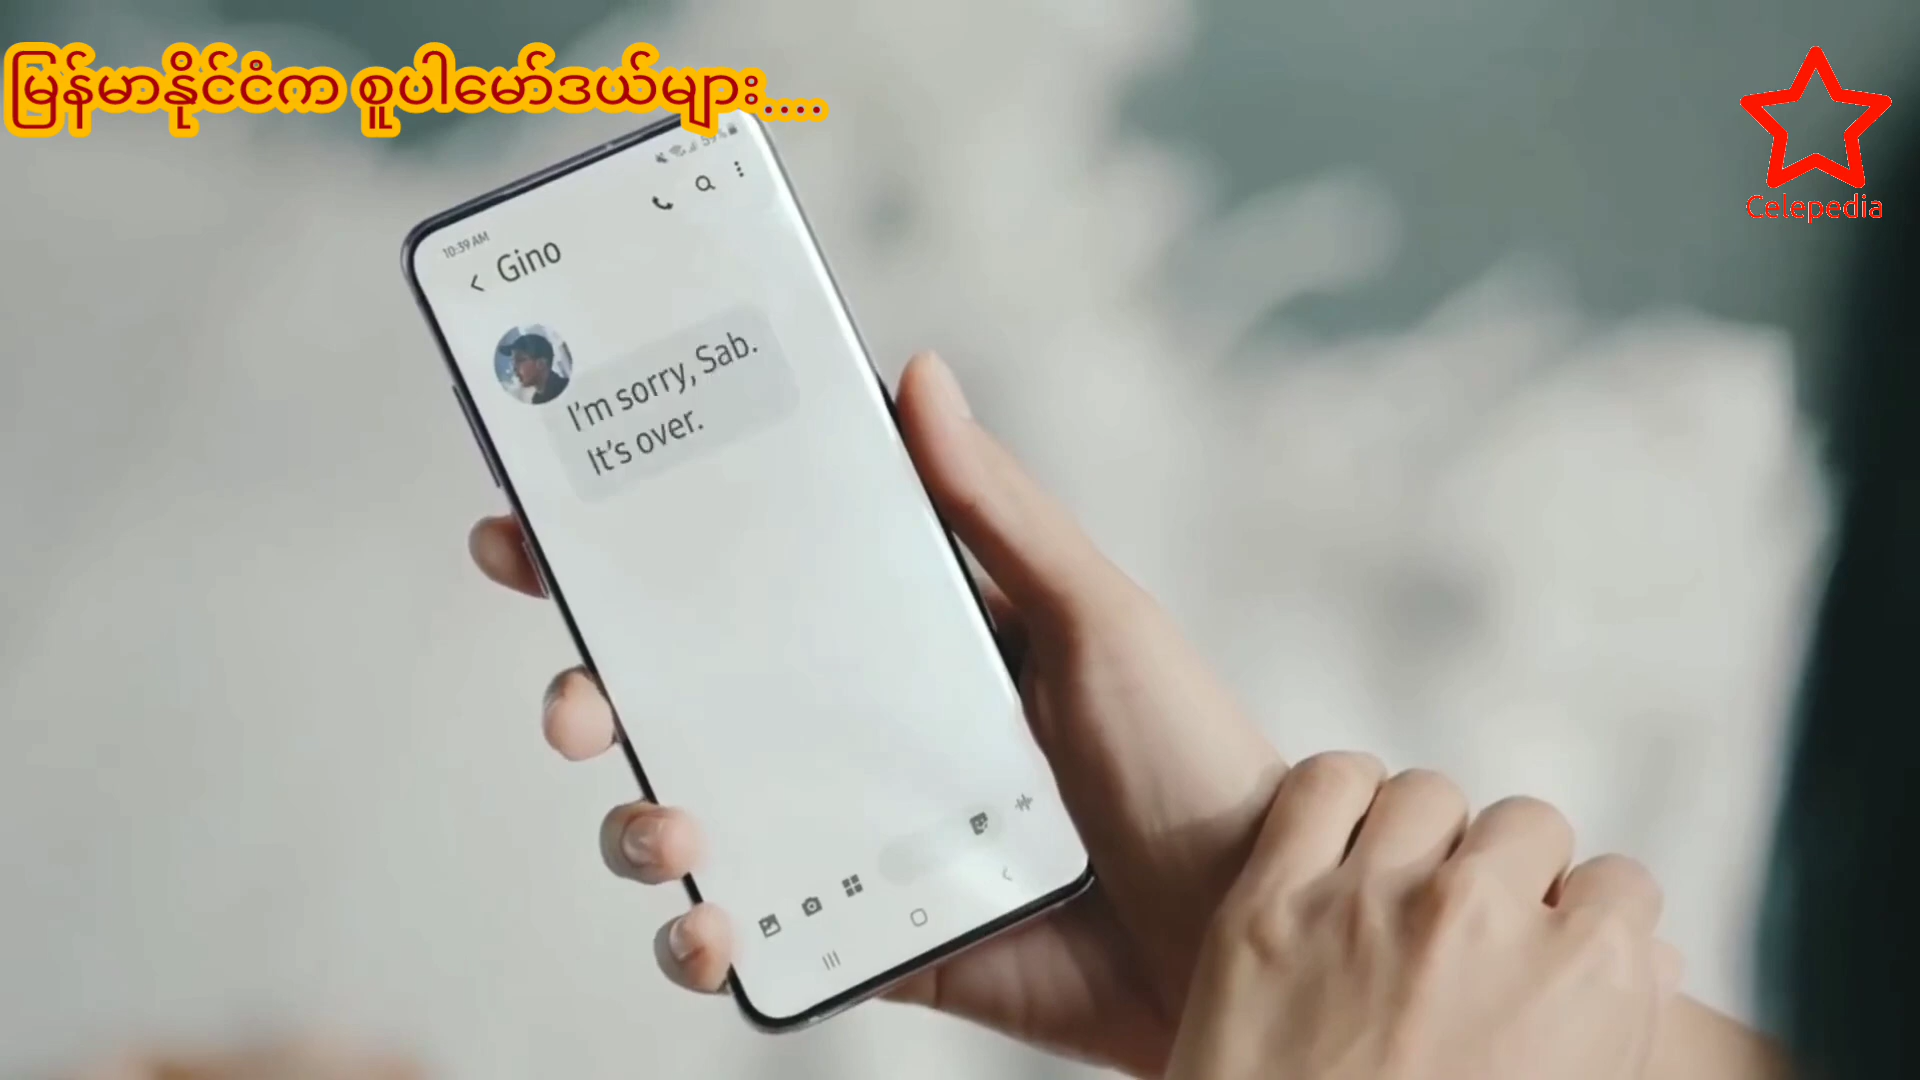 မြန်မာနိုင်ငံက စူပါမော်ဒယ်များ....
Celepedia
10:39 AM
Gino
I'm sorry, Sab.
It's over.